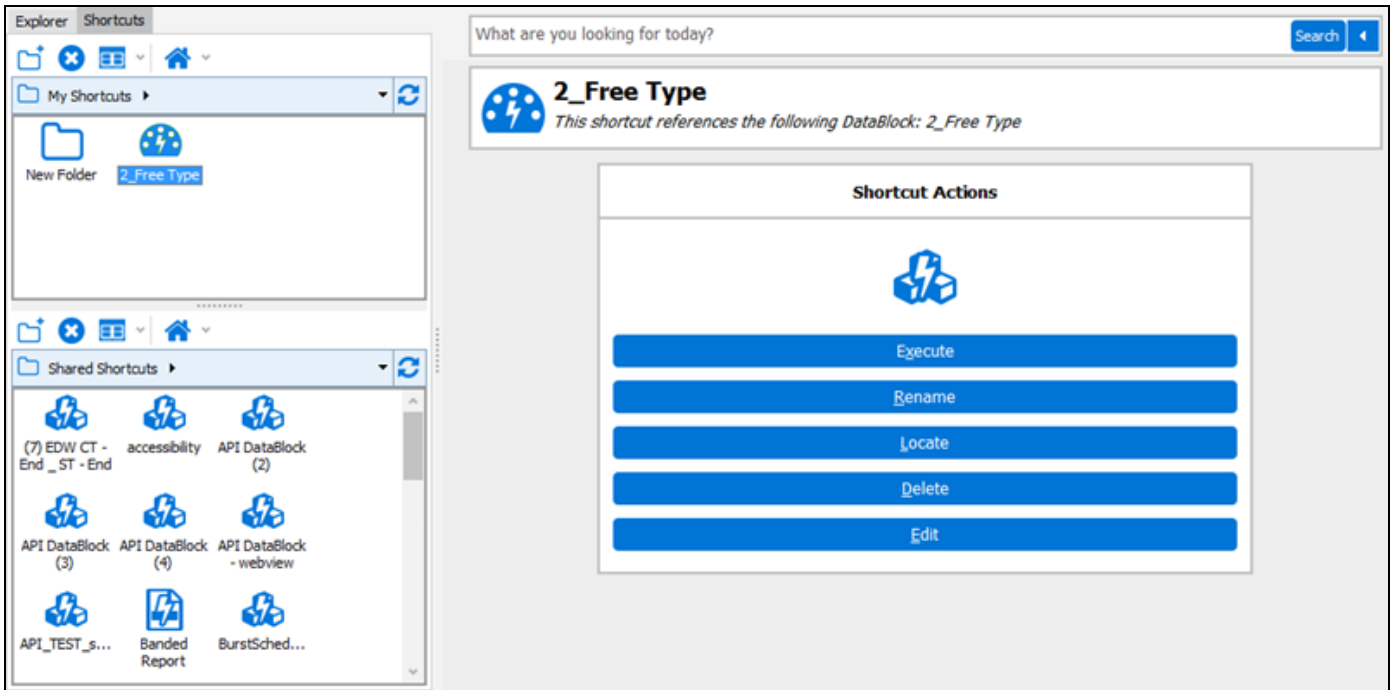 Explorer Shortcuts
My Shortcuts
New Folder 2_Free Type
Shared Shortcuts
(7) EDW CT - End _ ST - End
accessibility
API DataBlock (2)
API DataBlock (3)
API DataBlock (4)
API DataBlock - webview
API_TEST_s...
Banded Report
BurstSched...
What are you looking for today? Search
2_Free Type
This shortcut references the following DataBlock: 2_Free Type
Shortcut Actions
Execute
Rename
Locate
Delete
Edit